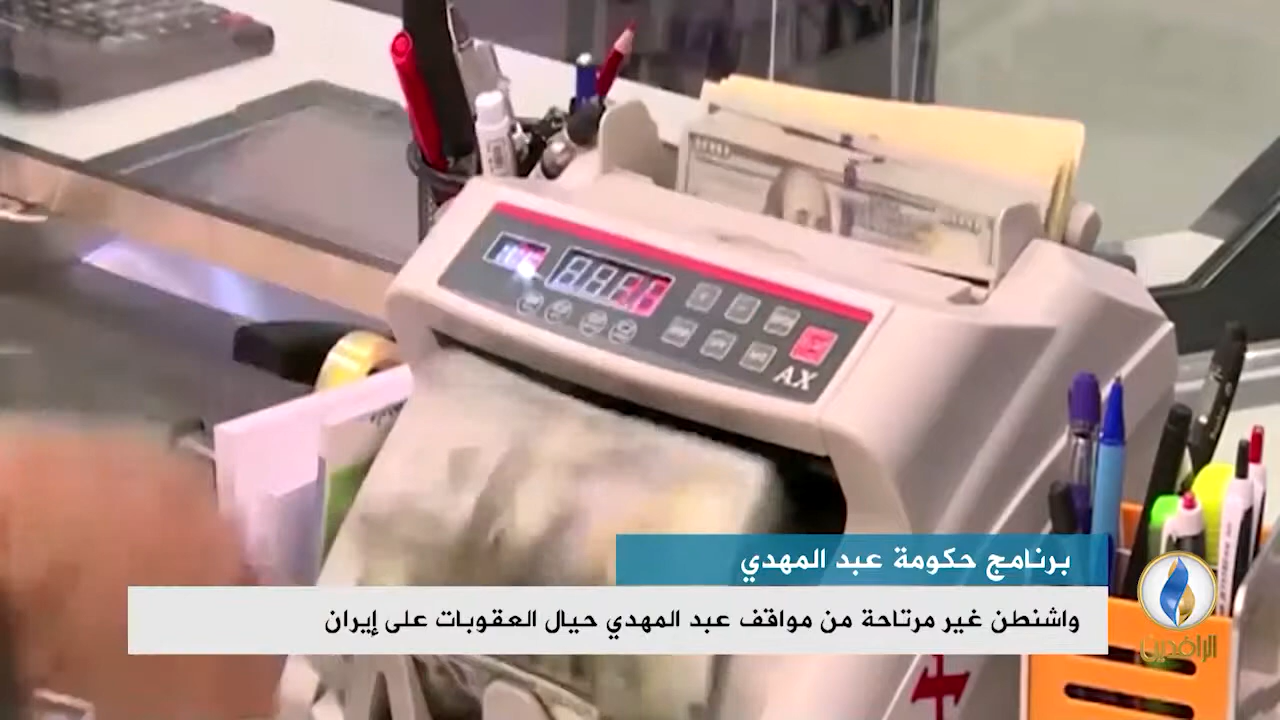 AX
برنامج حكومة عبد المهدي
واشنطن غير مرتاحة من مواقف عبد المهدي حيال العقوبات على إيران
الرافدين